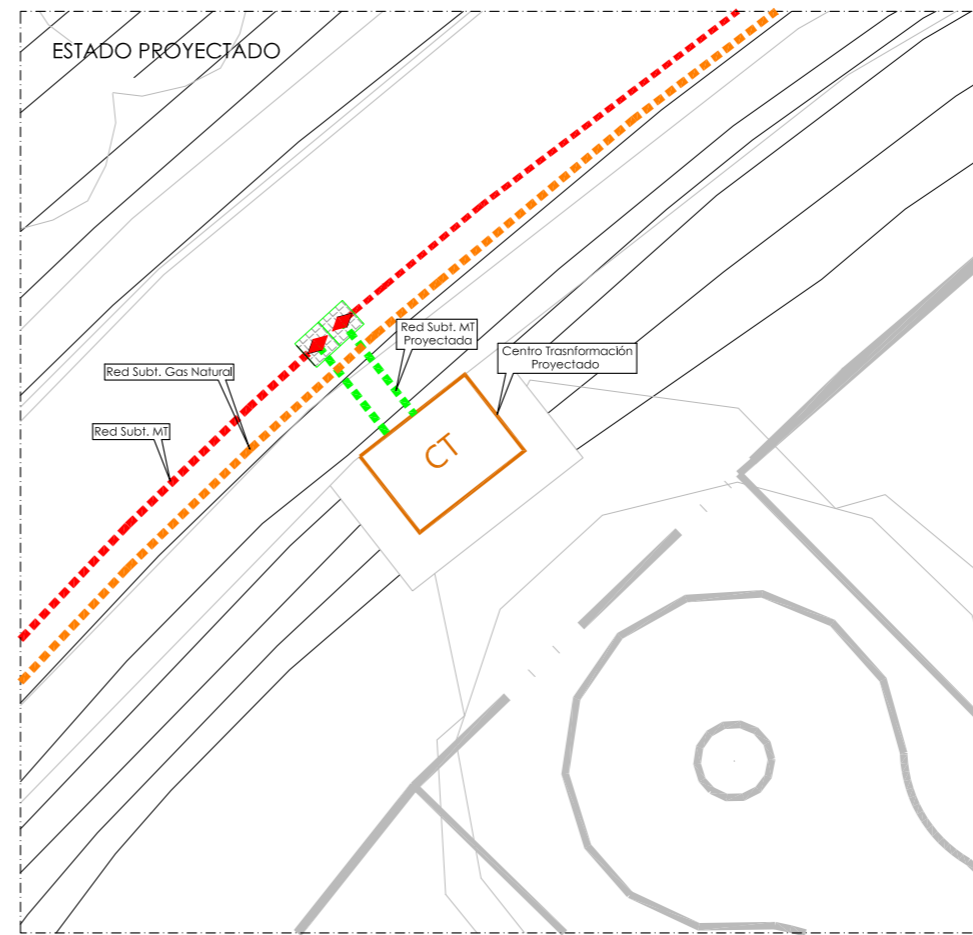 ESTADO PROYECTADO
Red Subt. MT
Proyectada
Centro Trasnformación
Proyectado
Red Subt. Gas Natural
Red Subt. MT
CT